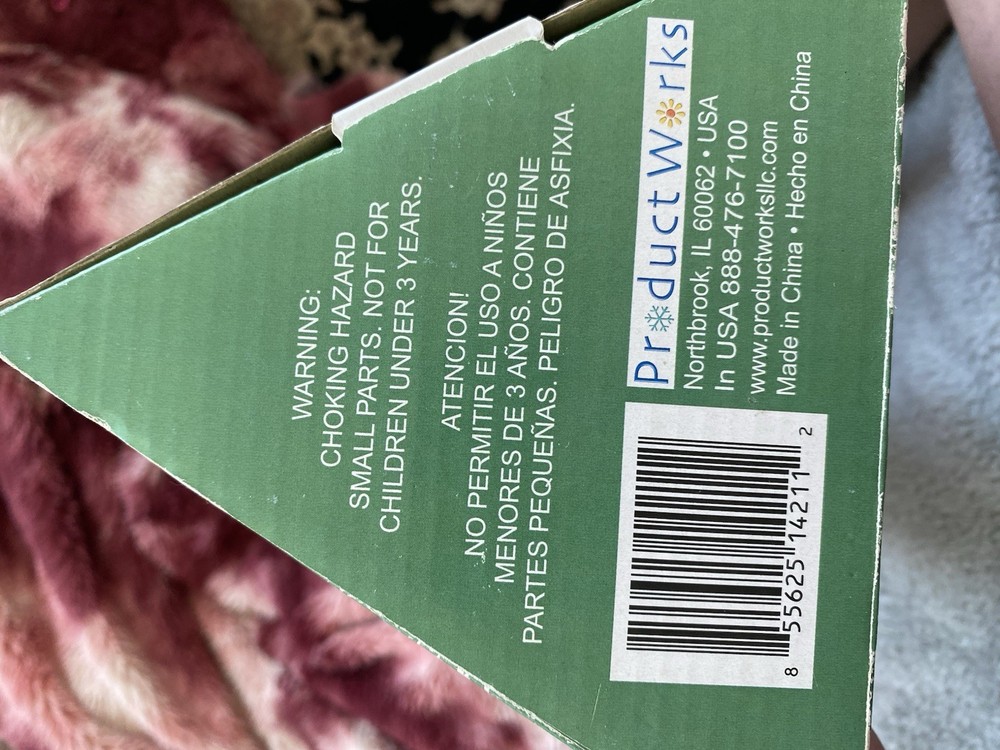 WARNING:
CHOKING HAZARD
SMALL PARTS. NOT FOR
CHILDREN UNDER 3 YEARS.
ATENCION!
NO PERMITIR EL USO A NIÑOS
MENORES DE 3 AÑOS. CONTIENE
PARTES PEQUEÑAS. PELIGRO DE ASFIXIA.
ProductWorks
Northbrook, IL 60062 • USA
In USA 888-476-7100
www.productworksllc.com
Made in China • Hecho en China
8 55625 14211 2